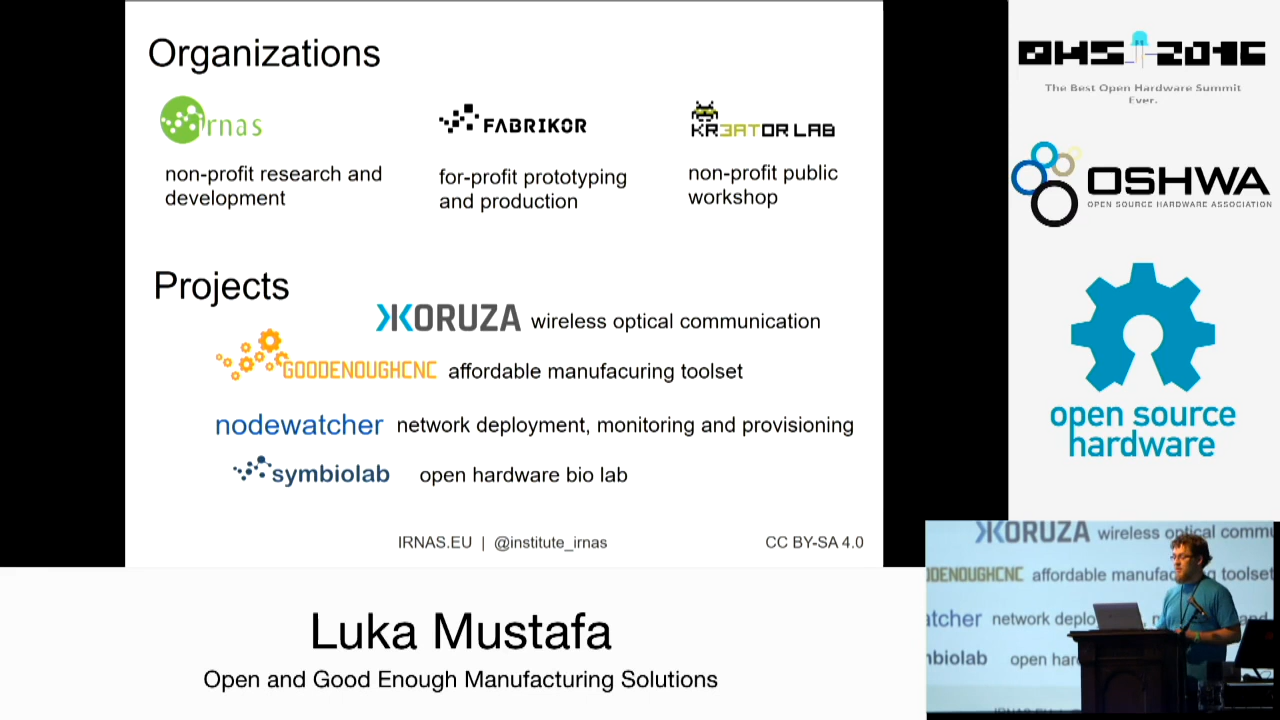 Organizations
irnas
FABRIKOR
KR3ATOR LAB
non-profit research and
development
for-profit prototyping
and production
non-profit public
workshop
Projects
KORUZA wireless optical communication
GOODENOUGHCNC affordable manufacuring toolset
nodewatcher network deployment, monitoring and provisioning
symbiolab open hardware bio lab
IRNAS.EU | @institute_irnas
CC BY-SA 4.0
Luka Mustafa
Open and Good Enough Manufacturing Solutions
OHS 2016
The Best Open Hardware Summit
Ever.
OSHWA
OPEN SOURCE HARDWARE ASSOCIATION
open source
hardware
KORUZA wireless optical commu
DENOUGHCNC affordable manufac g toolset
atcher network deplo
nbiolab open har